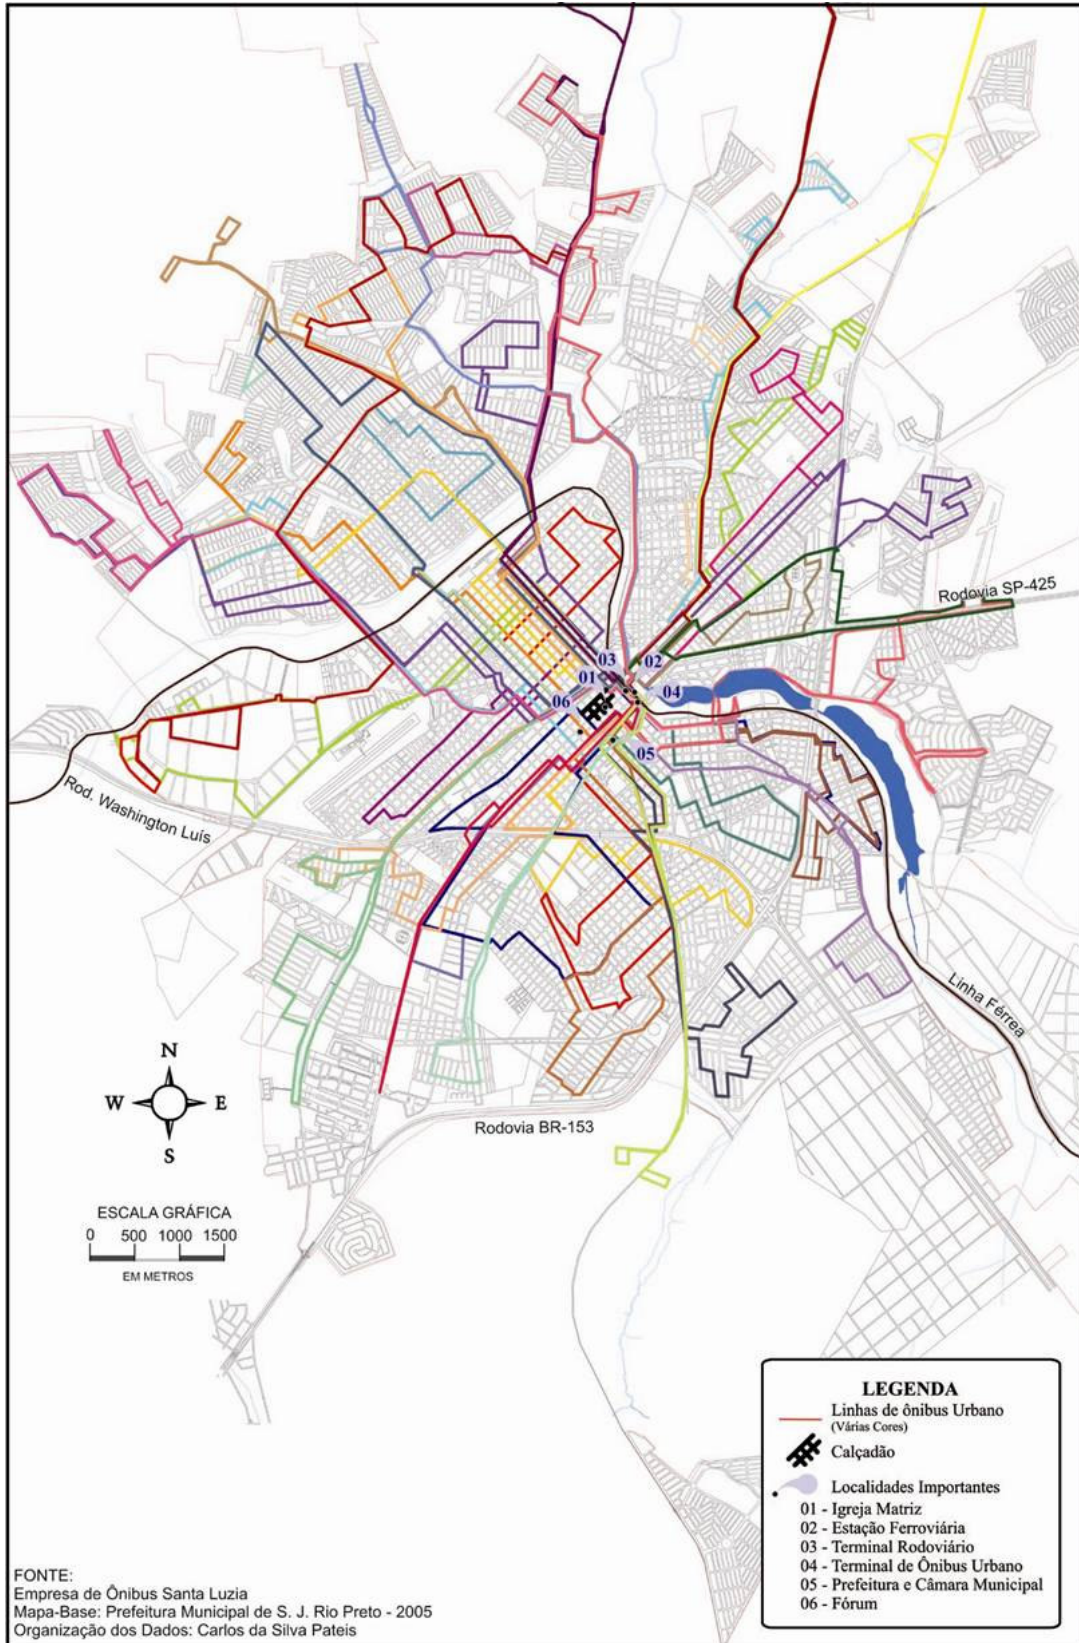 Rodovia SP-425
03
02
01
04
06
05
Rod. Washington Luís
Linha Férrea
N
W
E
S
Rodovia BR-153
ESCALA GRÁFICA
0 500 1000 1500
EM METROS
LEGENDA
Linhas de ônibus Urbano
(Várias Cores)
Calçadão
Localidades Importantes
01 - Igreja Matriz
02 - Estação Ferroviária
03 - Terminal Rodoviário
04 - Terminal de Ônibus Urbano
05 - Prefeitura e Câmara Municipal
06 - Fórum
FONTE:
Empresa de Ônibus Santa Luzia
Mapa-Base: Prefeitura Municipal de S. J. Rio Preto - 2005
Organização dos Dados: Carlos da Silva Pateis